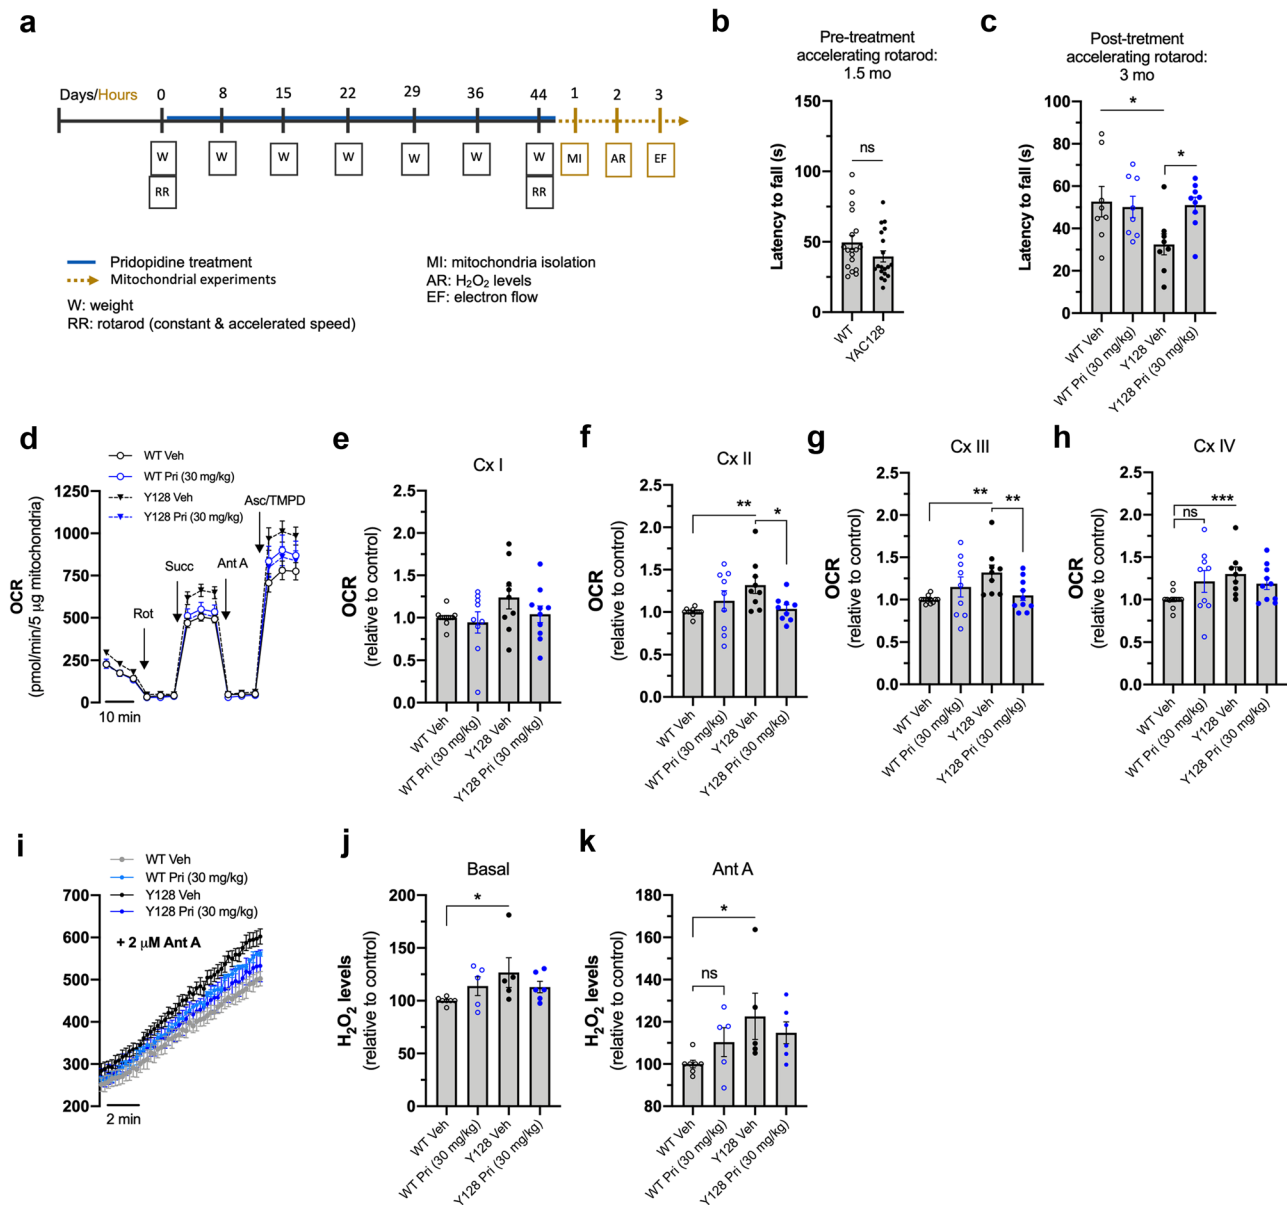 a
Days/Hours 0 8 15 22 29 36 44 1 2 3
W W W W W W W MI AR EF
RR RR
Pridopidine treatment
Mitochondrial experiments
W: weight
RR: rotarod (constant & accelerated speed)
MI: mitochondria isolation
AR: H₂O₂ levels
EF: electron flow
b
Pre-treatment
accelerating rotarod:
1.5 mo
Latency to fall (s)
150
100
50
0
ns
WT
YAC128
c
Post-tretment
accelerating rotarod:
3 mo
Latency to fall (s)
100
80
60
40
20
0
*
*
WT Veh
WT Pri (30 mg/kg)
Y128 Veh
Y128 Pri (30 mg/kg)
d
WT Veh
WT Pri (30 mg/kg)
Y128 Veh
Y128 Pri (30 mg/kg)
OCR
(pmol/min/5 µg mitochondria)
1250
1000
750
500
250
0
Rot
Succ
Ant A
Asc/TMPD
10 min
e
Cx I
OCR
(relative to control)
2.5
2.0
1.5
1.0
0.5
0.0
WT Veh
WT Pri (30 mg/kg)
Y128 Veh
Y128 Pri (30 mg/kg)
f
Cx II
OCR
(relative to control)
2.5
2.0
1.5
1.0
0.5
0.0
**
*
WT Veh
WT Pri (30 mg/kg)
Y128 Veh
Y128 Pri (30 mg/kg)
g
Cx III
OCR
(relative to control)
2.5
2.0
1.5
1.0
0.5
0.0
**
**
WT Veh
WT Pri (30 mg/kg)
Y128 Veh
Y128 Pri (30 mg/kg)
h
Cx IV
OCR
(relative to control)
2.5
2.0
1.5
1.0
0.5
0.0
***
ns
WT Veh
WT Pri (30 mg/kg)
Y128 Veh
Y128 Pri (30 mg/kg)
i
WT Veh
WT Pri (30 mg/kg)
Y128 Veh
Y128 Pri (30 mg/kg)
700
600
500
400
300
200
+ 2 µM Ant A
2 min
j
Basal
H₂O₂ levels
(relative to control)
200
150
100
50
0
*
WT Veh
WT Pri (30 mg/kg)
Y128 Veh
Y128 Pri (30 mg/kg)
k
Ant A
H₂O₂ levels
(relative to control)
180
160
140
120
100
80
*
ns
WT Veh
WT Pri (30 mg/kg)
Y128 Veh
Y128 Pri (30 mg/kg)